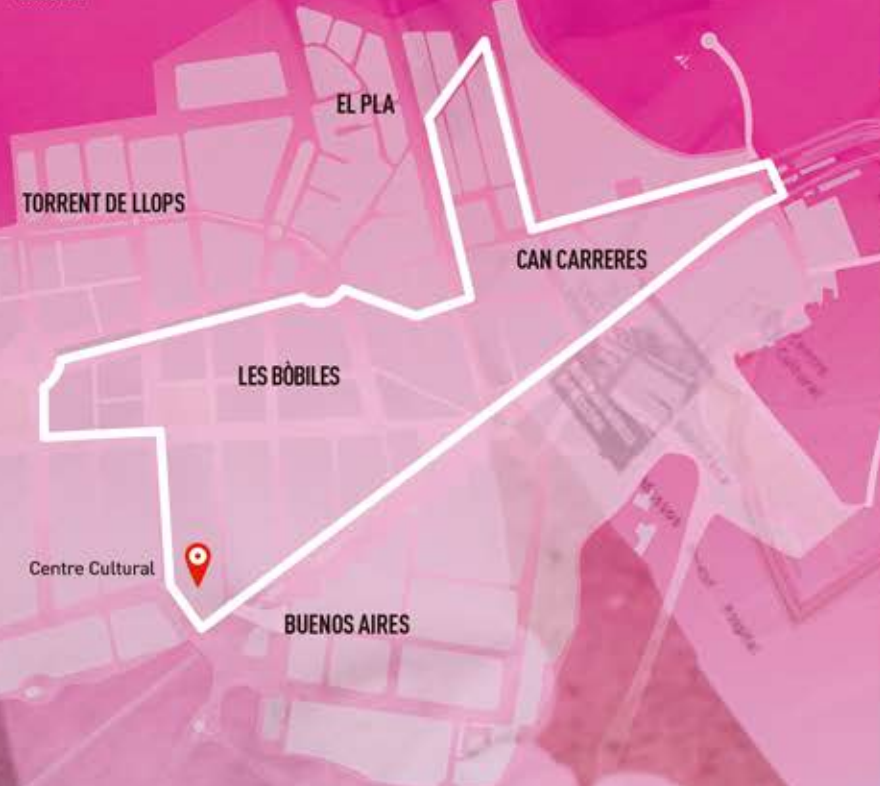 EL PLA
TORRENT DE LLOPS
CAN CARRERES
LES BÒBILES
Centre Cultural
BUENOS AIRES